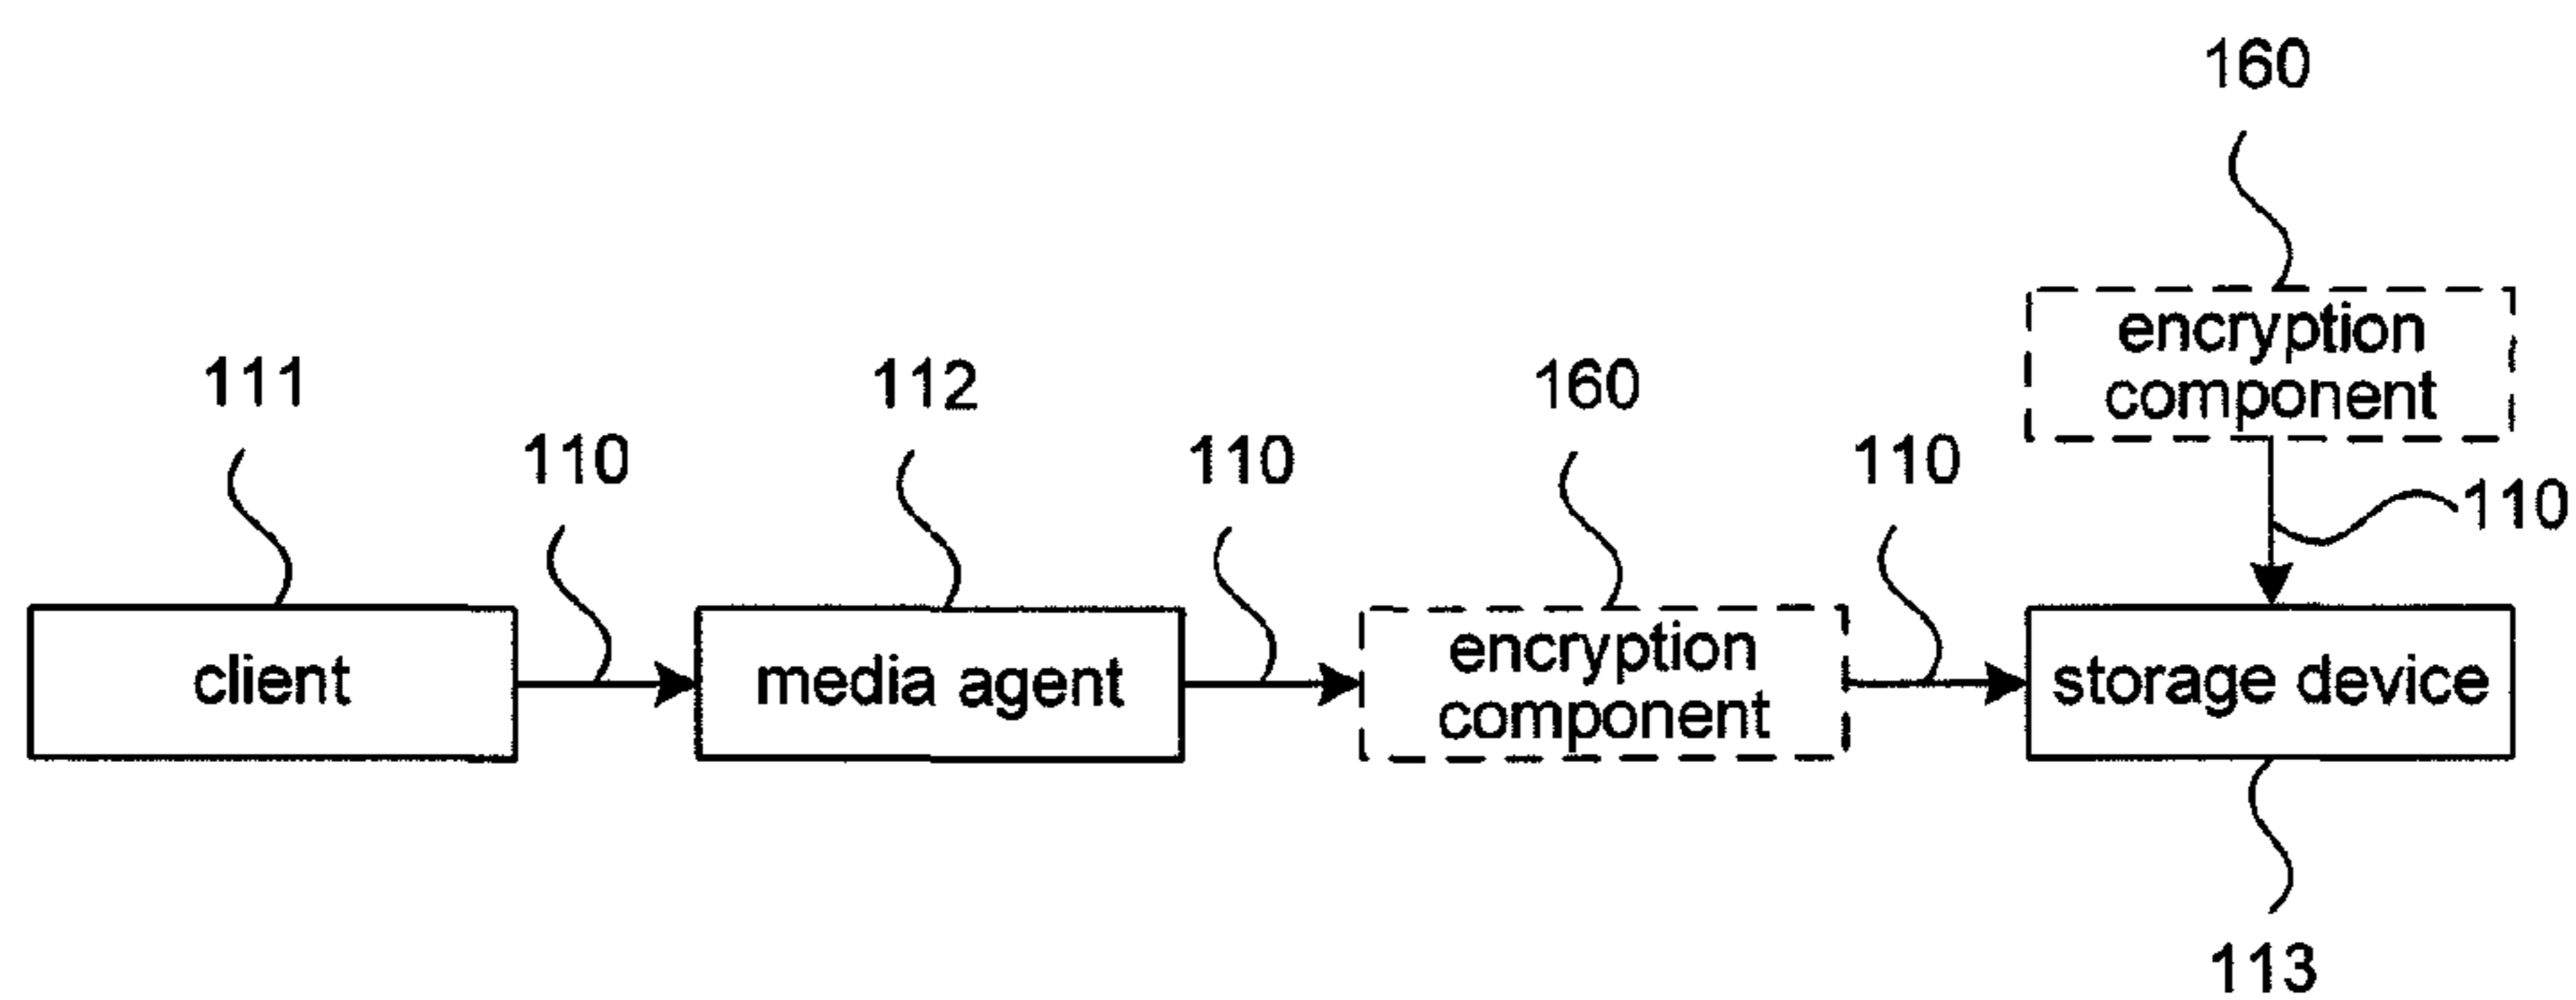 160
encryption
component
111
112
160
110
110
110
110
client
media agent
encryption
component
storage device
113